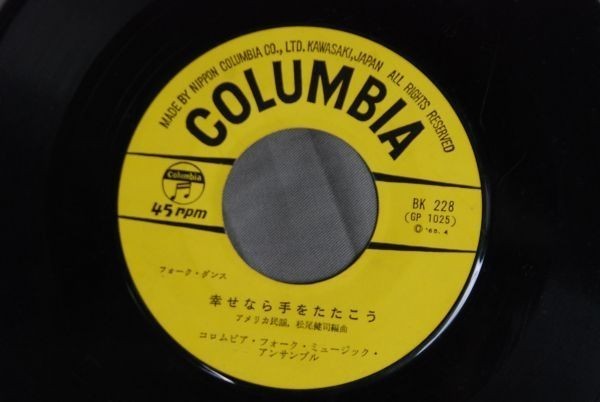 MADE BY NIPPON COLUMBIA CO., LTD. KAWASAKI, JAPAN ALL RIGHTS RESERVED
COLUMBIA
Columbia
45 rpm
BK 228
(GP 1025)
© '65.4
フォーク・ダンス
幸せなら手をたたこう
アメリカ民謡, 松尾健司編曲
コロムビア・フォーク・ミュージック・
アンサンブル